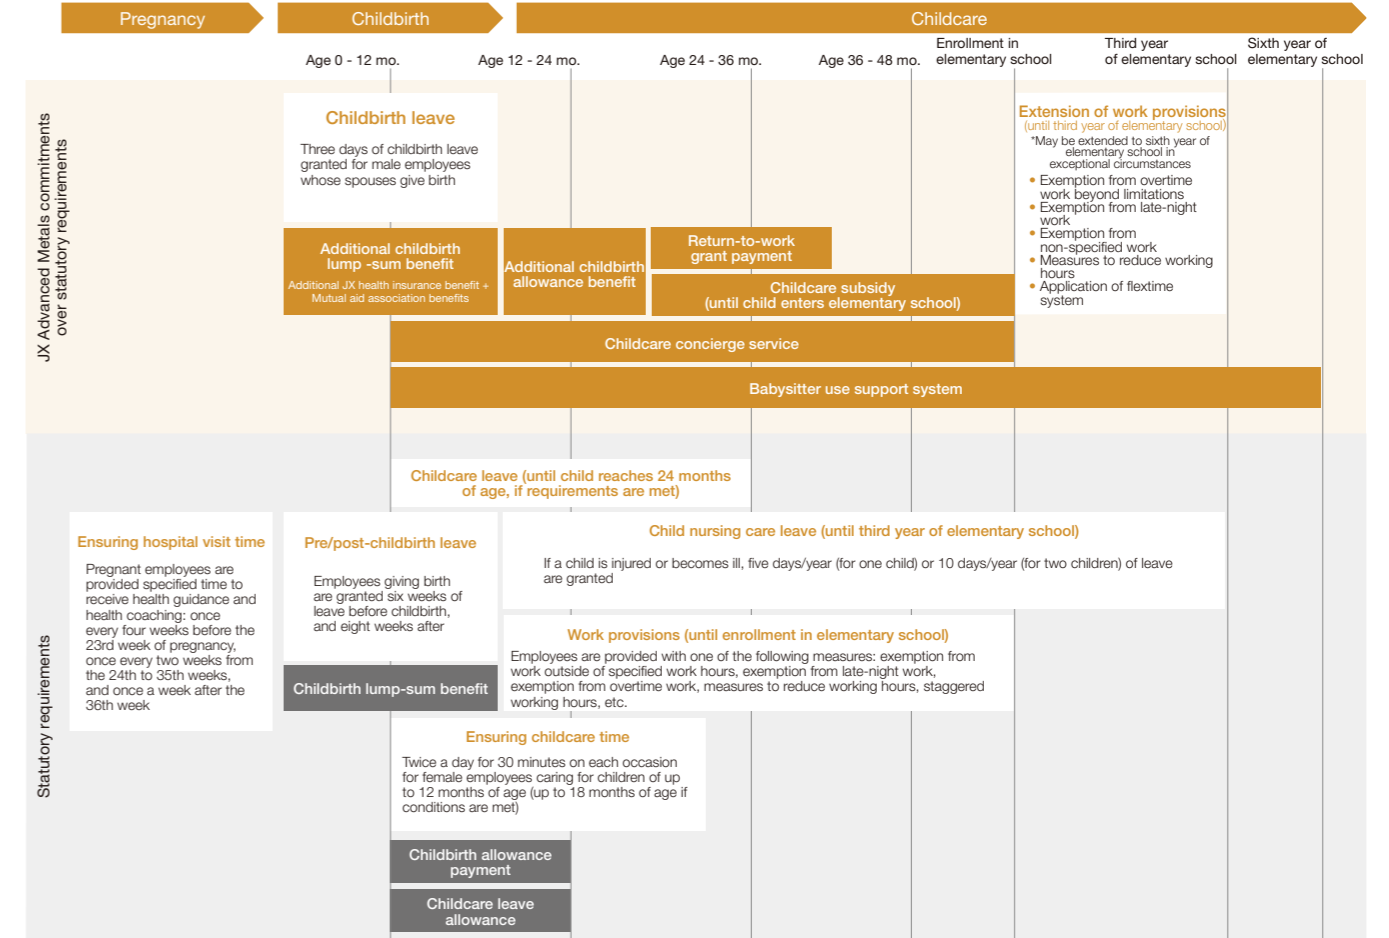 Pregnancy
Childbirth
Childcare
Age 0 - 12 mo.
Age 12 - 24 mo.
Age 24 - 36 mo.
Age 36 - 48 mo.
Enrollment in
elementary school
Third year
of elementary school
Sixth year of
elementary school
JX Advanced Metals commitments
over statutory requirements
Childbirth leave
Three days of childbirth leave
granted for male employees
whose spouses give birth
Extension of work provisions
(until third year of elementary school)
*May be extended to sixth year of
elementary school in
exceptional circumstances
• Exemption from overtime
work beyond limitations
• Exemption from late-night
work
• Exemption from
non-specified work
• Measures to reduce working
hours
• Application of flextime
system
Additional childbirth
lump -sum benefit
Additional JX health insurance benefit +
Mutual aid association benefits
Additional childbirth
allowance benefit
Return-to-work
grant payment
Childcare subsidy
(until child enters elementary school)
Childcare concierge service
Babysitter use support system
Statutory requirements
Childcare leave (until child reaches 24 months
of age, if requirements are met)
Ensuring hospital visit time
Pregnant employees are
provided specified time to
receive health guidance and
health coaching: once
every four weeks before the
23rd week of pregnancy,
once every two weeks from
the 24th to 35th weeks,
and once a week after the
36th week
Pre/post-childbirth leave
Employees giving birth
are granted six weeks of
leave before childbirth,
and eight weeks after
Childbirth lump-sum benefit
Child nursing care leave (until third year of elementary school)
If a child is injured or becomes ill, five days/year (for one child) or 10 days/year (for two children) of leave
are granted
Work provisions (until enrollment in elementary school)
Employees are provided with one of the following measures: exemption from
work outside of specified work hours, exemption from late-night work,
exemption from overtime work, measures to reduce working hours, staggered
working hours, etc.
Ensuring childcare time
Twice a day for 30 minutes on each occasion
for female employees caring for children of up
to 12 months of age (up to 18 months of age if
conditions are met)
Childbirth allowance
payment
Childcare leave
allowance